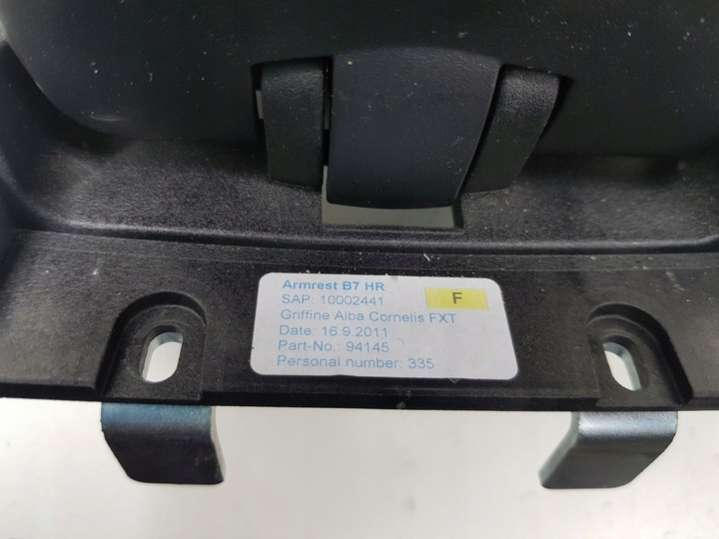 Armrest B7 HR
SAP: 10002441
F
Griffine Alba Cornelis FXT
Date: 16.9.2011
Part-No.: 94145
Personal number: 335